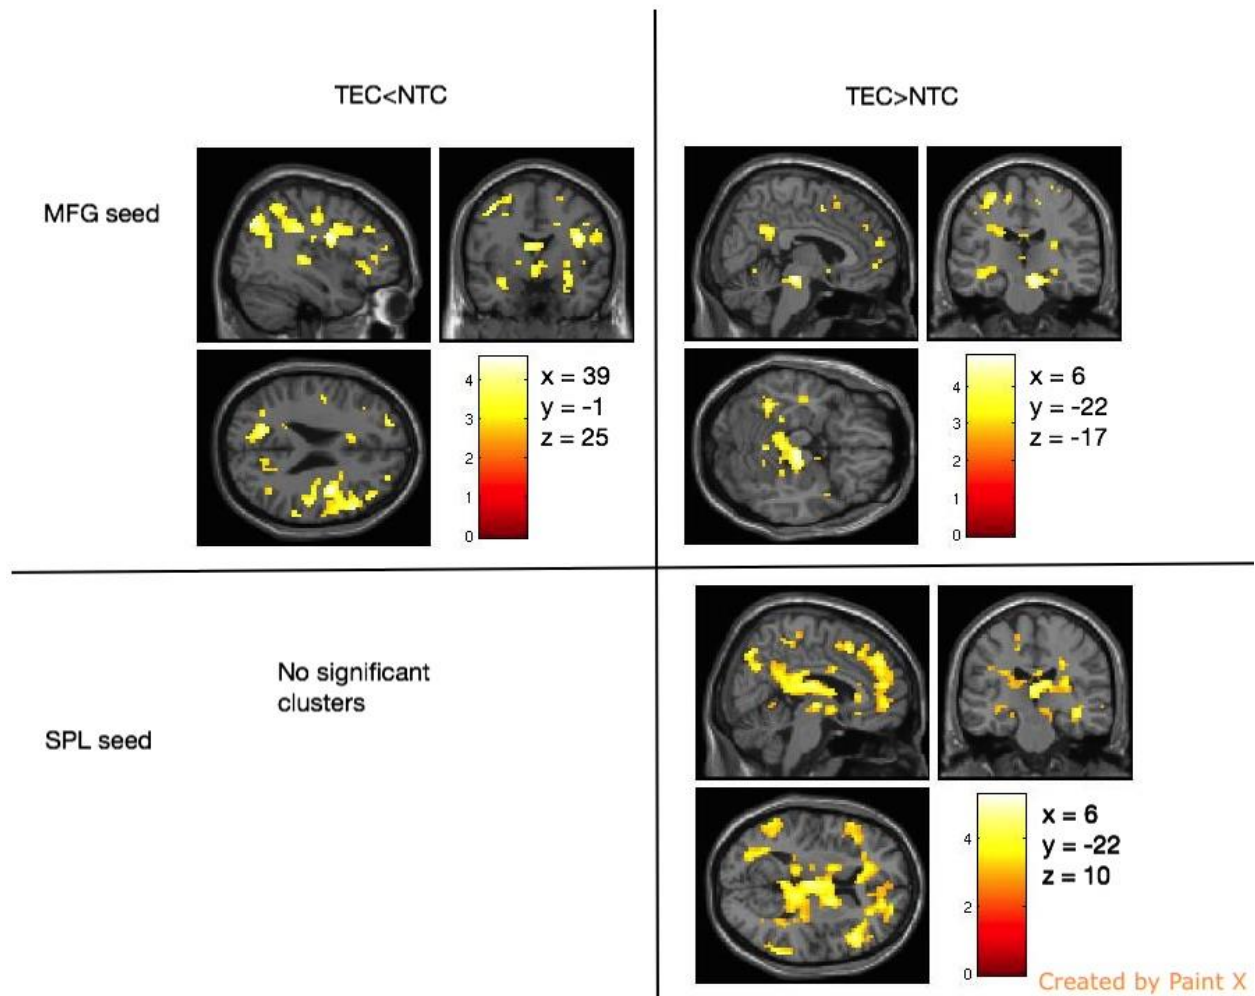 TEC<NTC
TEC>NTC
MFG seed
4
3
2
1
0
x = 39
y = -1
z = 25
4
3
2
1
0
x = 6
y = -22
z = -17
No significant
clusters
SPL seed
4
2
0
x = 6
y = -22
z = 10
Created by Paint X